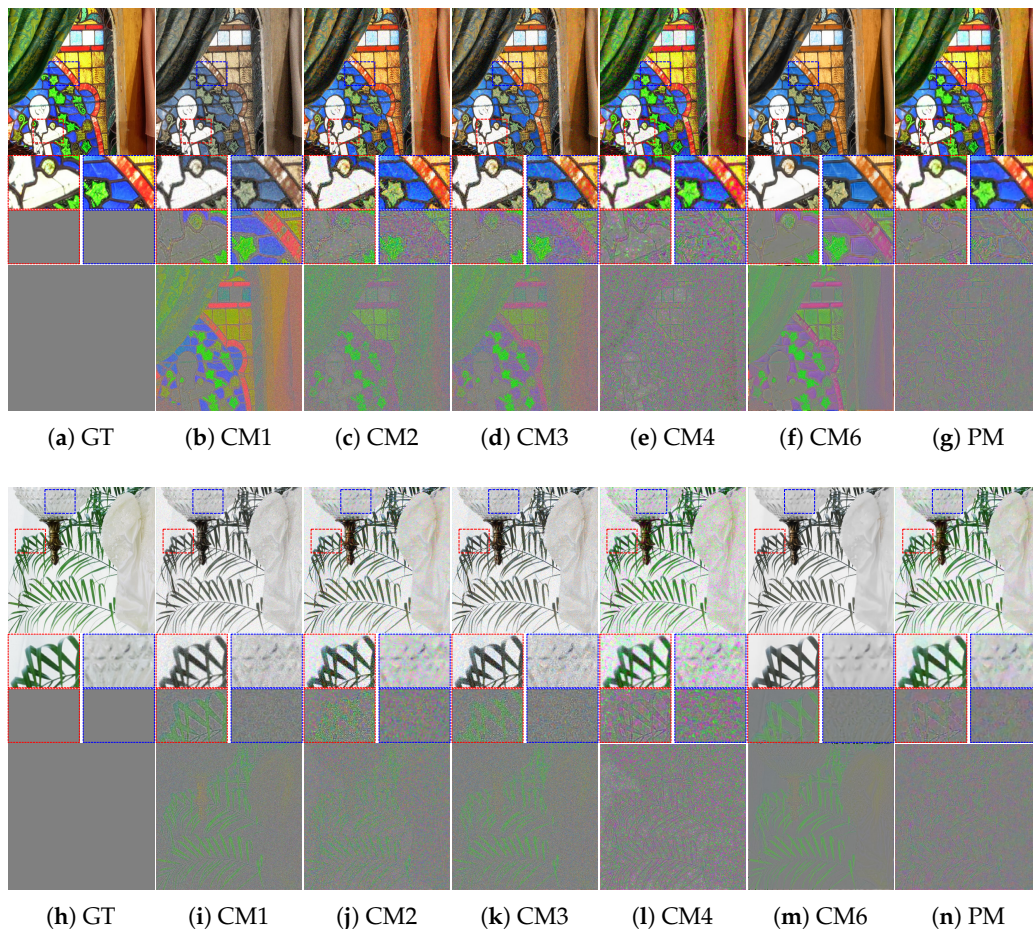 (a) GT (b) CM1 (c) CM2 (d) CM3 (e) CM4 (f) CM6 (g) PM
(h) GT (i) CM1 (j) CM2 (k) CM3 (l) CM4 (m) CM6 (n) PM